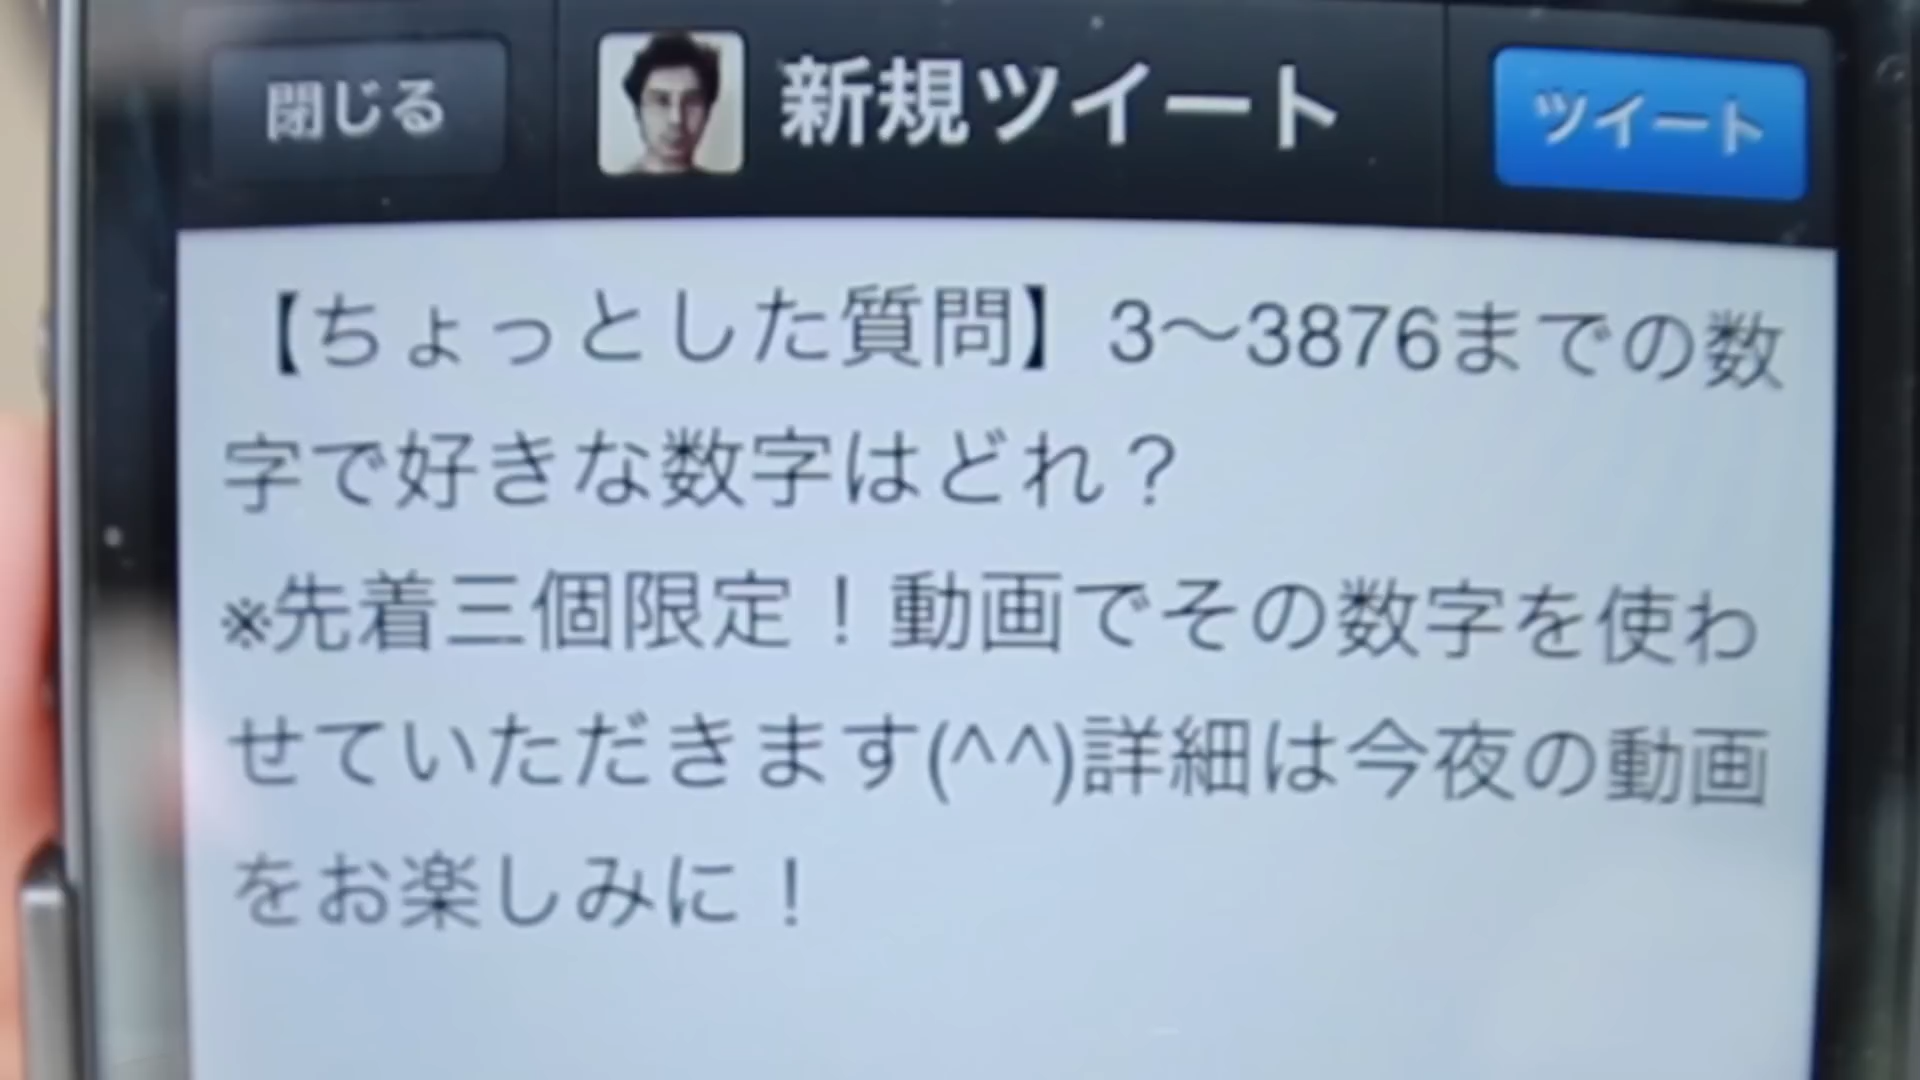 閉じる 新規ツイート ツイート
【ちょっとした質問】3〜3876までの数
字で好きな数字はどれ？
※先着三個限定！動画でその数字を使わ
せていただきます(^^)詳細は今夜の動画
をお楽しみに！